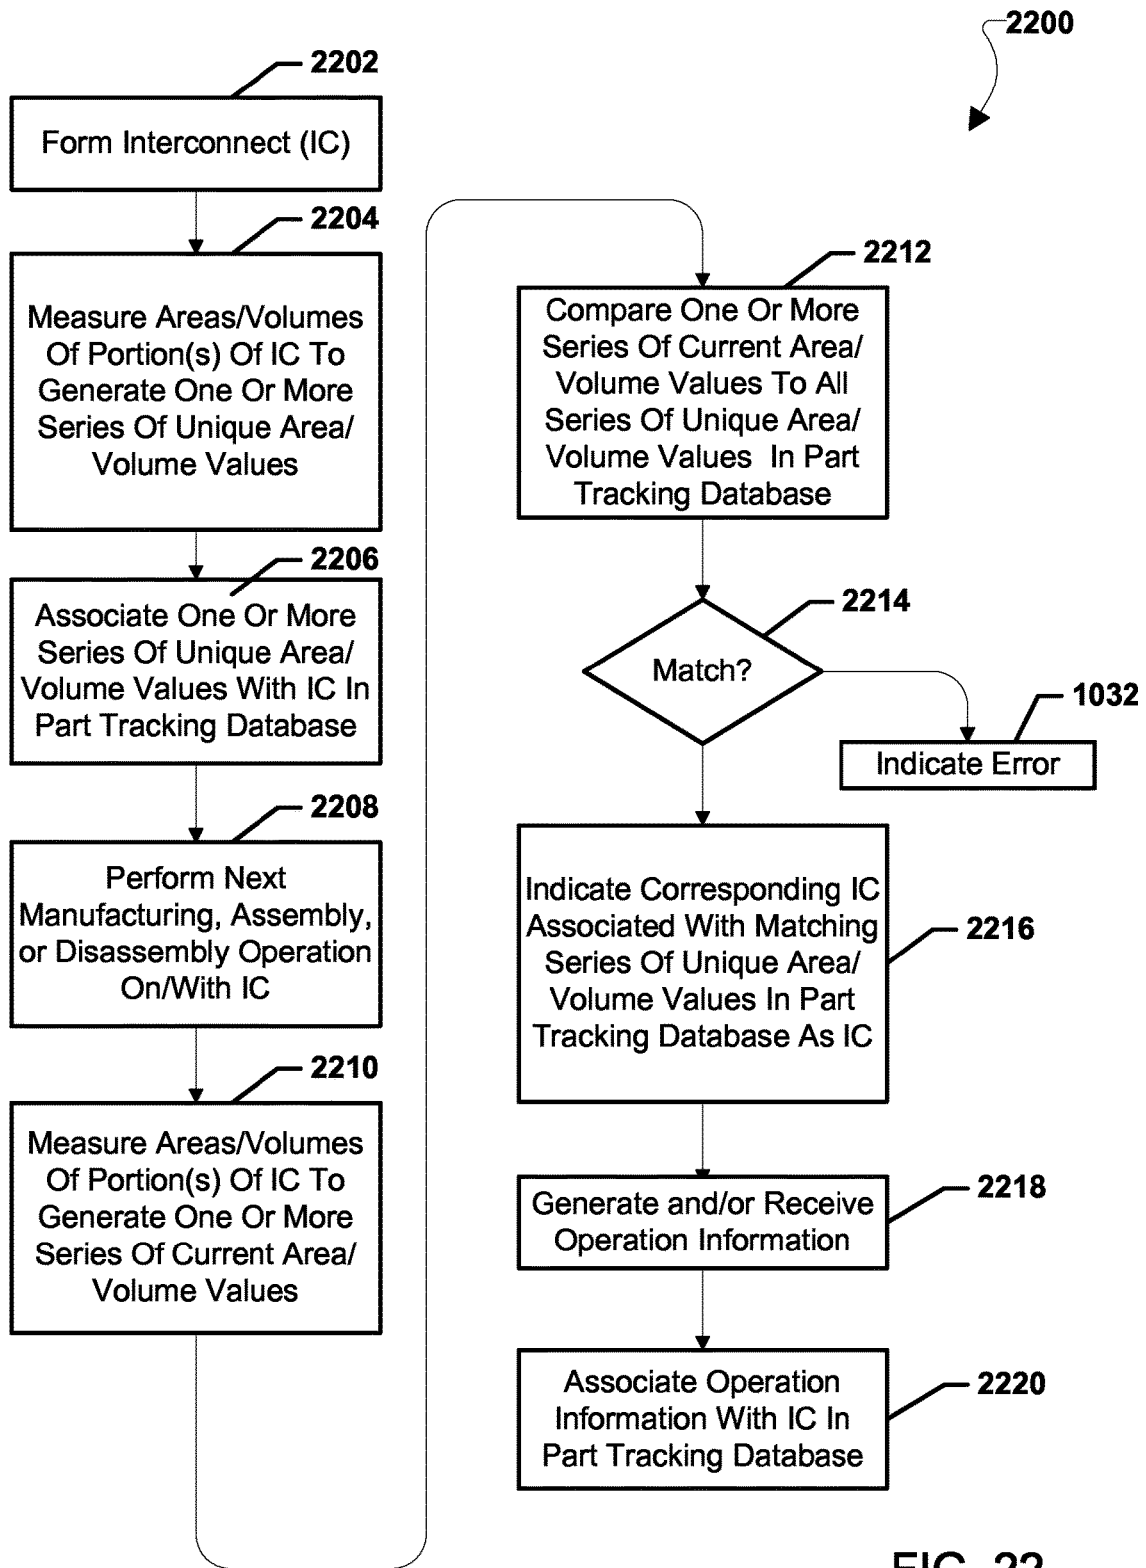 2200
2202
Form Interconnect (IC)
2204
Measure Areas/Volumes
Of Portion(s) Of IC To
Generate One Or More
Series Of Unique Area/
Volume Values
2206
Associate One Or More
Series Of Unique Area/
Volume Values With IC In
Part Tracking Database
2208
Perform Next
Manufacturing, Assembly,
or Disassembly Operation
On/With IC
2210
Measure Areas/Volumes
Of Portion(s) Of IC To
Generate One Or More
Series Of Current Area/
Volume Values
2212
Compare One Or More
Series Of Current Area/
Volume Values To All
Series Of Unique Area/
Volume Values In Part
Tracking Database
2214
Match?
1032
Indicate Error
Indicate Corresponding IC
Associated With Matching
Series Of Unique Area/
Volume Values In Part
Tracking Database As IC
2216
Generate and/or Receive
Operation Information
2218
Associate Operation
Information With IC In
Part Tracking Database
2220
FIG. 22